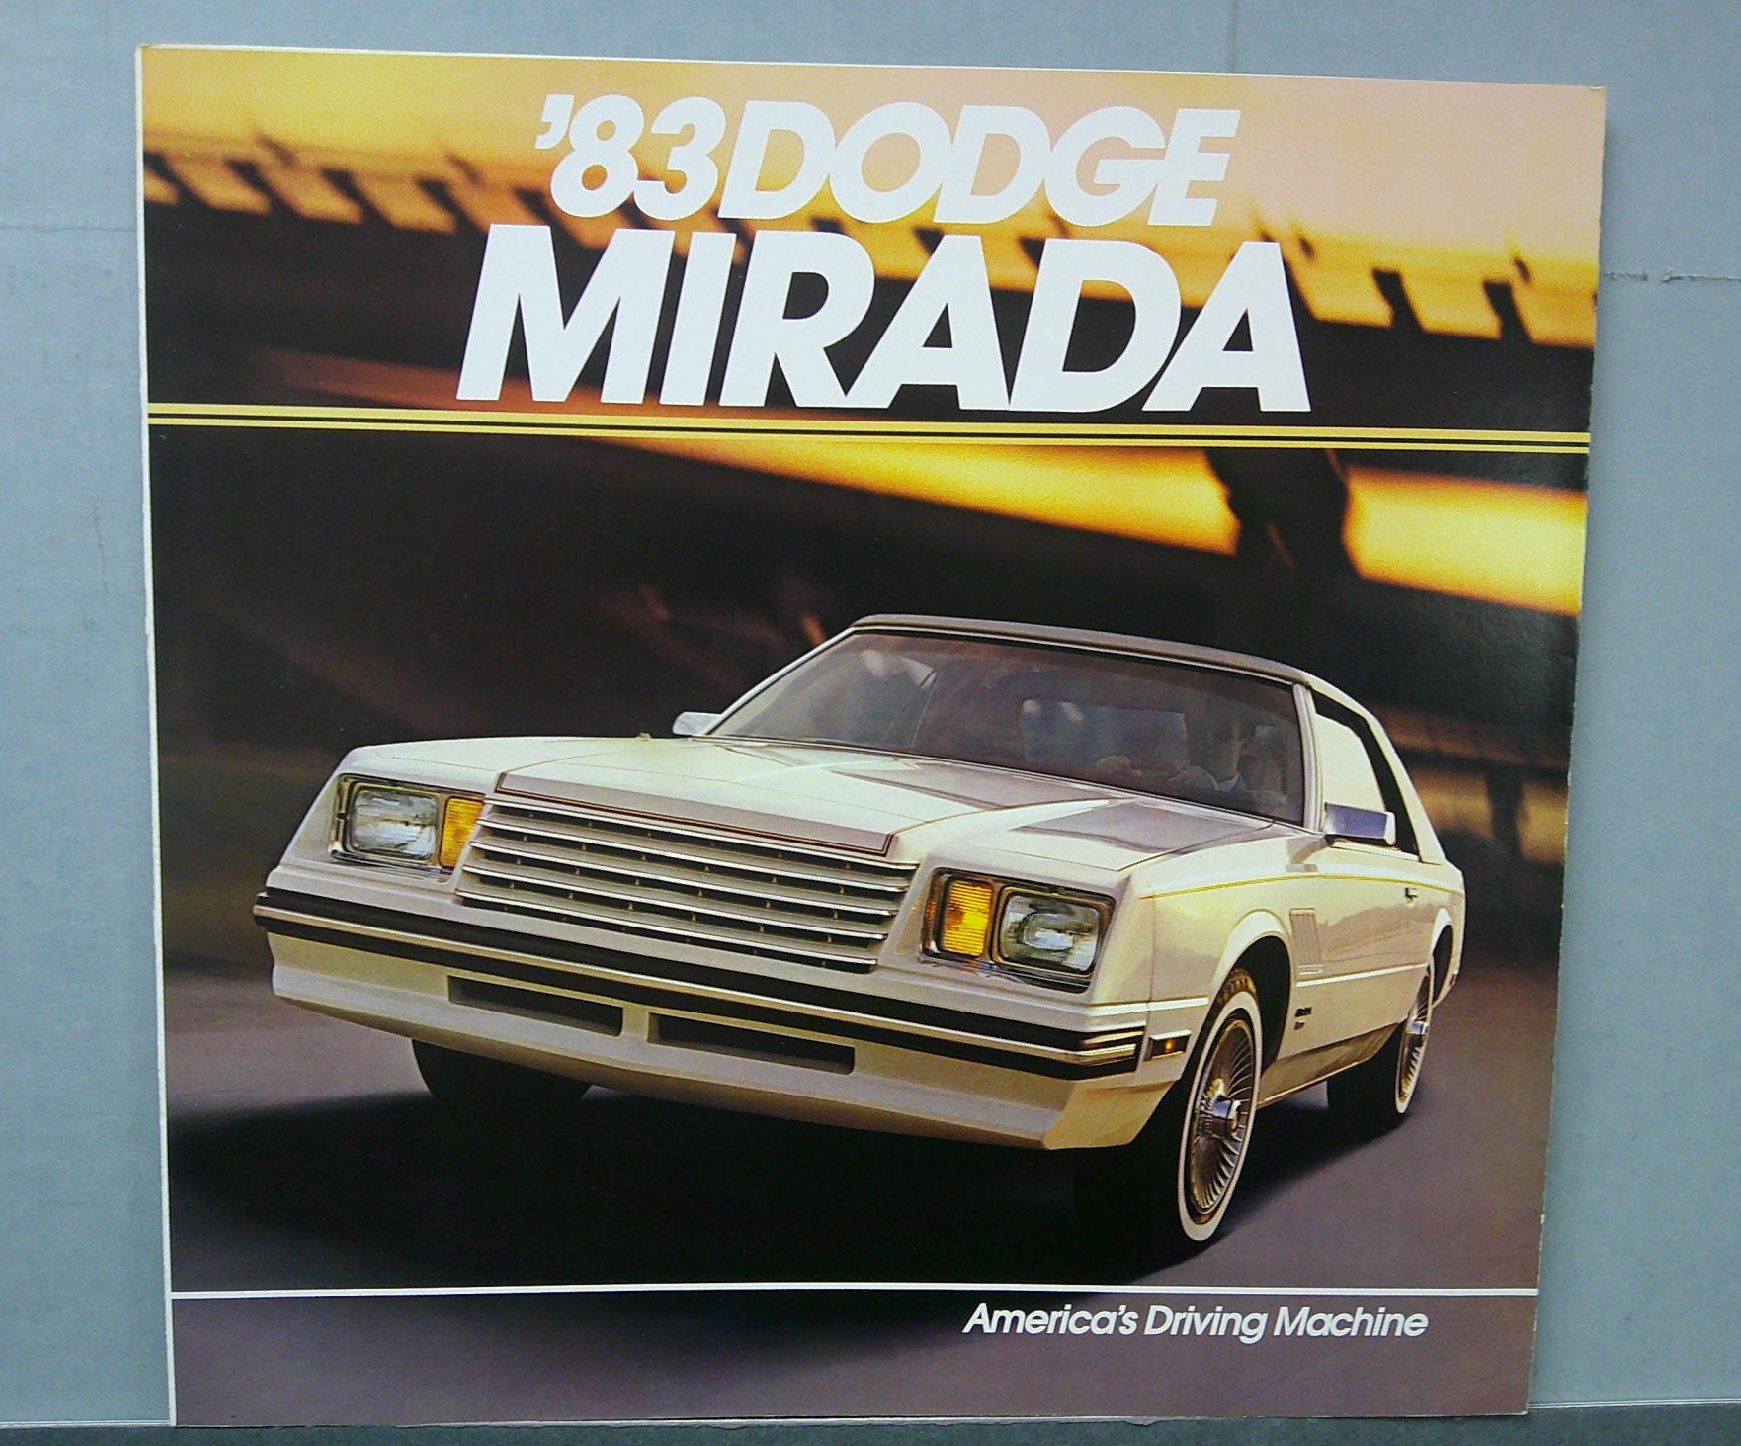 '83 DODGE
MIRADA
America's Driving Machine